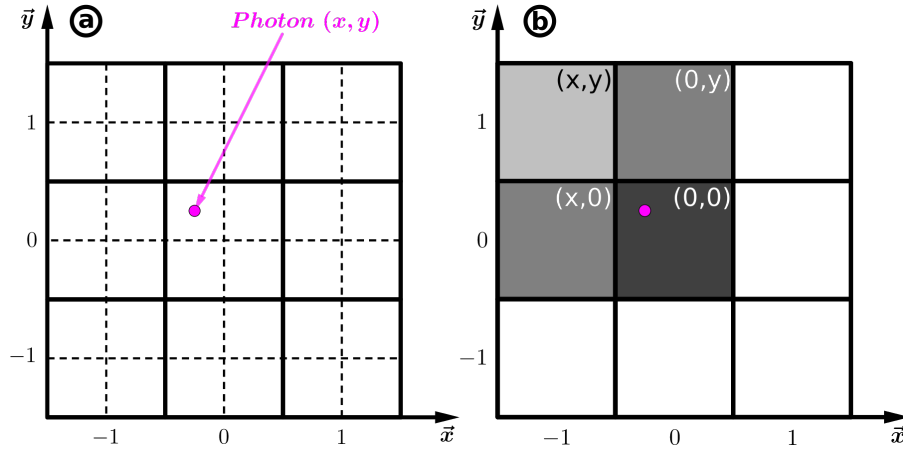 y⃗ a Photon (x, y)
1
0
−1
−1 0 1 x⃗
y⃗ b
(x,y) (0,y)
1
(x,0) (0,0)
0
−1
−1 0 1 x⃗